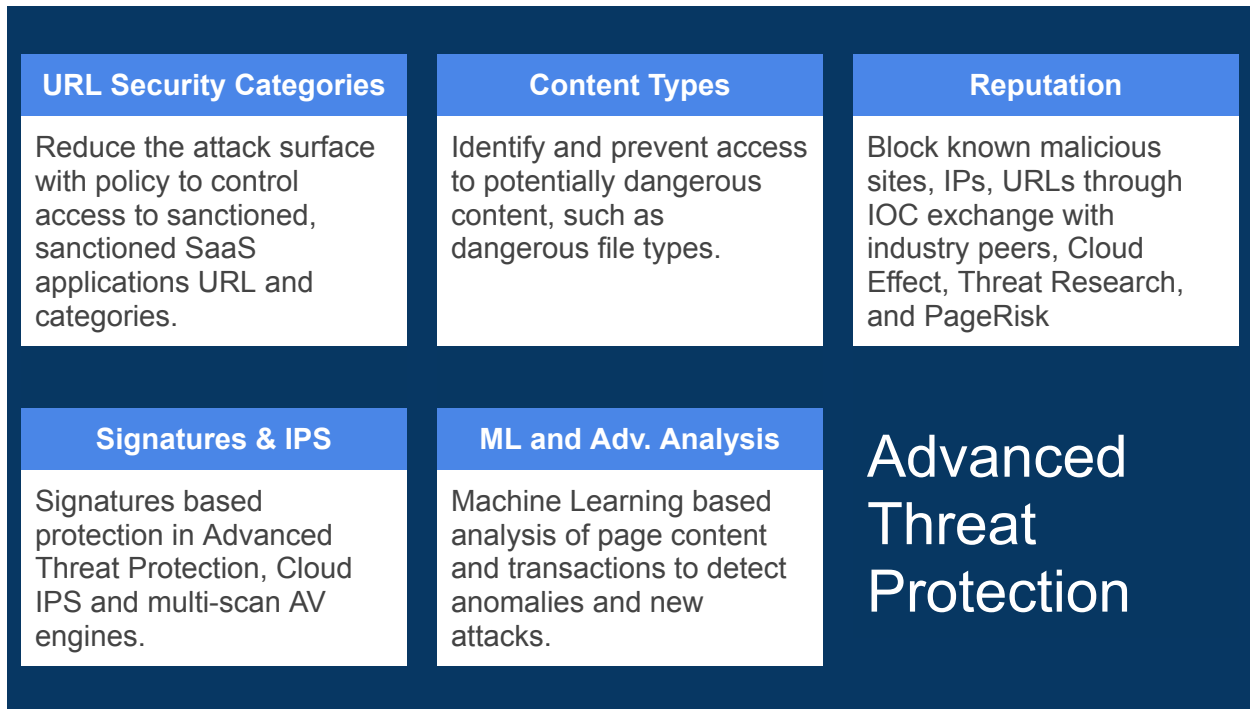 URL Security Categories
Reduce the attack surface
with policy to control
access to sanctioned,
sanctioned SaaS
applications URL and
categories.
Content Types
Identify and prevent access
to potentially dangerous
content, such as
dangerous file types.
Reputation
Block known malicious
sites, IPs, URLs through
IOC exchange with
industry peers, Cloud
Effect, Threat Research,
and PageRisk
Signatures & IPS
Signatures based
protection in Advanced
Threat Protection, Cloud
IPS and multi-scan AV
engines.
ML and Adv. Analysis
Machine Learning based
analysis of page content
and transactions to detect
anomalies and new
attacks.
Advanced
Threat
Protection